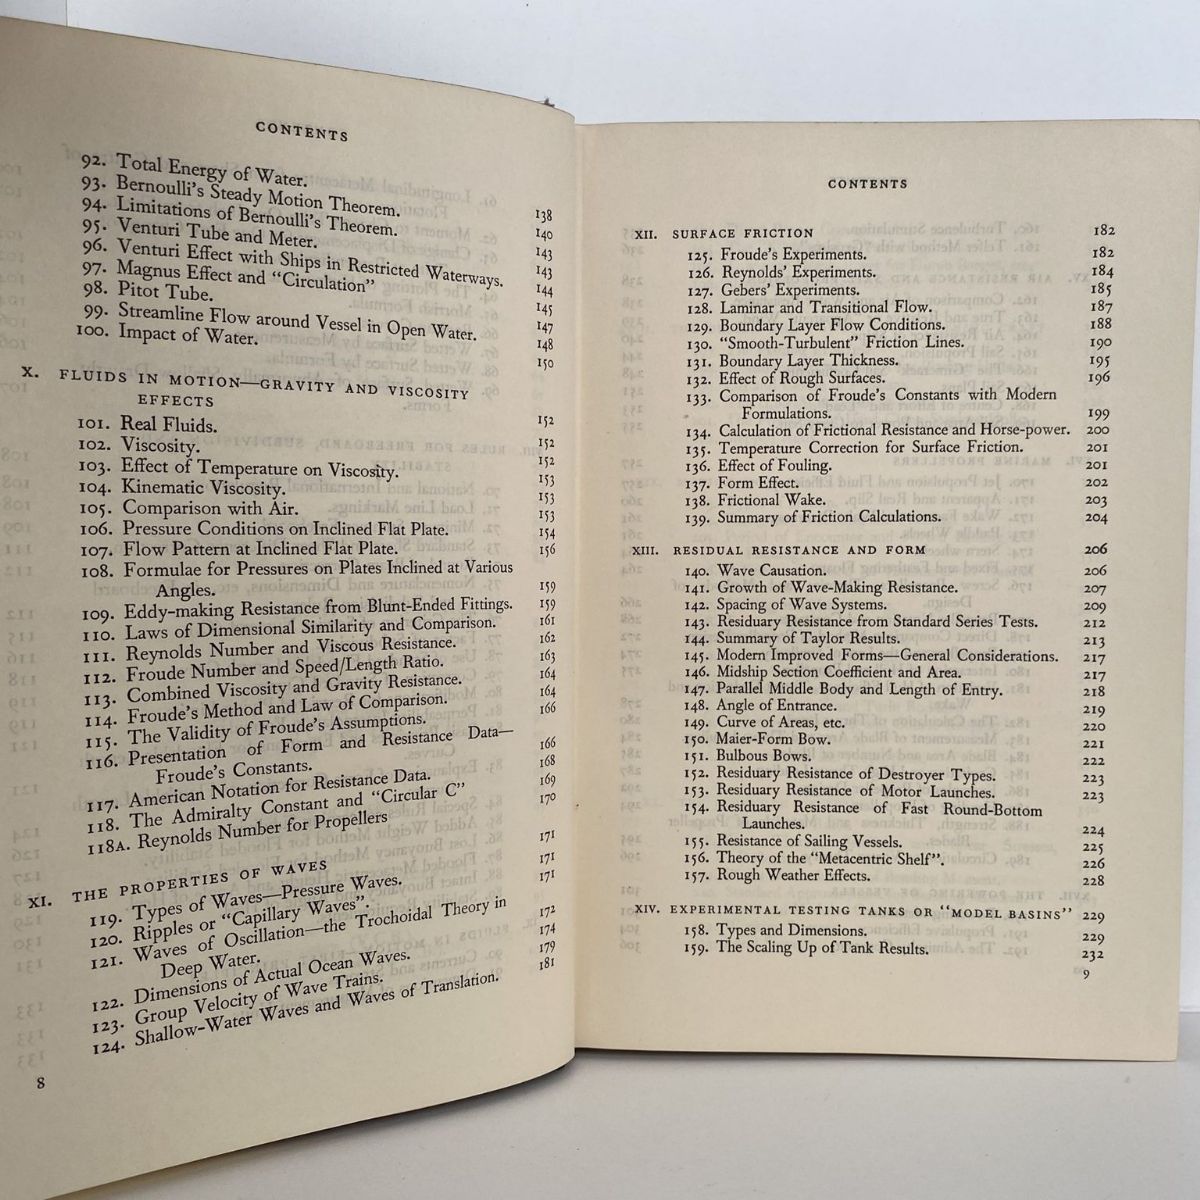 CONTENTS
92. Total Energy of Water. 138
93. Bernoulli's Steady Motion Theorem. 140
94. Limitations of Bernoulli's Theorem. 143
95. Venturi Tube and Meter. 143
96. Venturi Effect with Ships in Restricted Waterways. 144
97. Magnus Effect and "Circulation" 145
98. Pitot Tube. 147
99. Streamline Flow around Vessel in Open Water. 148
100. Impact of Water. 150
X. FLUIDS IN MOTION—GRAVITY AND VISCOSITY
EFFECTS 152
101. Real Fluids. 152
102. Viscosity. 152
103. Effect of Temperature on Viscosity. 153
104. Kinematic Viscosity. 153
105. Comparison with Air. 153
106. Pressure Conditions on Inclined Flat Plate. 154
107. Flow Pattern at Inclined Flat Plate. 156
108. Formulae for Pressures on Plates Inclined at Various
Angles. 159
109. Eddy-making Resistance from Blunt-Ended Fittings. 159
110. Laws of Dimensional Similarity and Comparison. 161
111. Reynolds Number and Viscous Resistance. 162
112. Froude Number and Speed/Length Ratio. 163
113. Combined Viscosity and Gravity Resistance. 164
114. Froude's Method and Law of Comparison. 164
115. The Validity of Froude's Assumptions. 166
116. Presentation of Form and Resistance Data—
Froude's Constants. 166
117. American Notation for Resistance Data. 168
118. The Admiralty Constant and "Circular C" 169
118A. Reynolds Number for Propellers 170
XI. THE PROPERTIES OF WAVES 171
119. Types of Waves—Pressure Waves. 171
120. Ripples or "Capillary Waves". 171
121. Waves of Oscillation—the Trochoidal Theory in
Deep Water. 172
122. Dimensions of Actual Ocean Waves. 174
123. Group Velocity of Wave Trains. 179
124. Shallow-Water Waves and Waves of Translation. 181
8
CONTENTS
XII. SURFACE FRICTION 182
125. Froude's Experiments. 182
126. Reynolds' Experiments. 184
127. Gebers' Experiments. 185
128. Laminar and Transitional Flow. 187
129. Boundary Layer Flow Conditions. 188
130. "Smooth-Turbulent" Friction Lines. 190
131. Boundary Layer Thickness. 195
132. Effect of Rough Surfaces. 196
133. Comparison of Froude's Constants with Modern
Formulations. 199
134. Calculation of Frictional Resistance and Horse-power. 200
135. Temperature Correction for Surface Friction. 201
136. Effect of Fouling. 201
137. Form Effect. 202
138. Frictional Wake. 203
139. Summary of Friction Calculations. 204
XIII. RESIDUAL RESISTANCE AND FORM 206
140. Wave Causation. 206
141. Growth of Wave-Making Resistance. 207
142. Spacing of Wave Systems. 209
143. Residuary Resistance from Standard Series Tests. 212
144. Summary of Taylor Results. 213
145. Modern Improved Forms—General Considerations. 217
146. Midship Section Coefficient and Area. 217
147. Parallel Middle Body and Length of Entry. 218
148. Angle of Entrance. 219
149. Curve of Areas, etc. 220
150. Maier-Form Bow. 221
151. Bulbous Bows. 222
152. Residuary Resistance of Destroyer Types. 223
153. Residuary Resistance of Motor Launches. 223
154. Residuary Resistance of Fast Round-Bottom
Launches. 224
155. Resistance of Sailing Vessels. 225
156. Theory of the "Metacentric Shelf". 226
157. Rough Weather Effects. 228
XIV. EXPERIMENTAL TESTING TANKS OR "MODEL BASINS" 229
158. Types and Dimensions. 229
159. The Scaling Up of Tank Results. 232
9